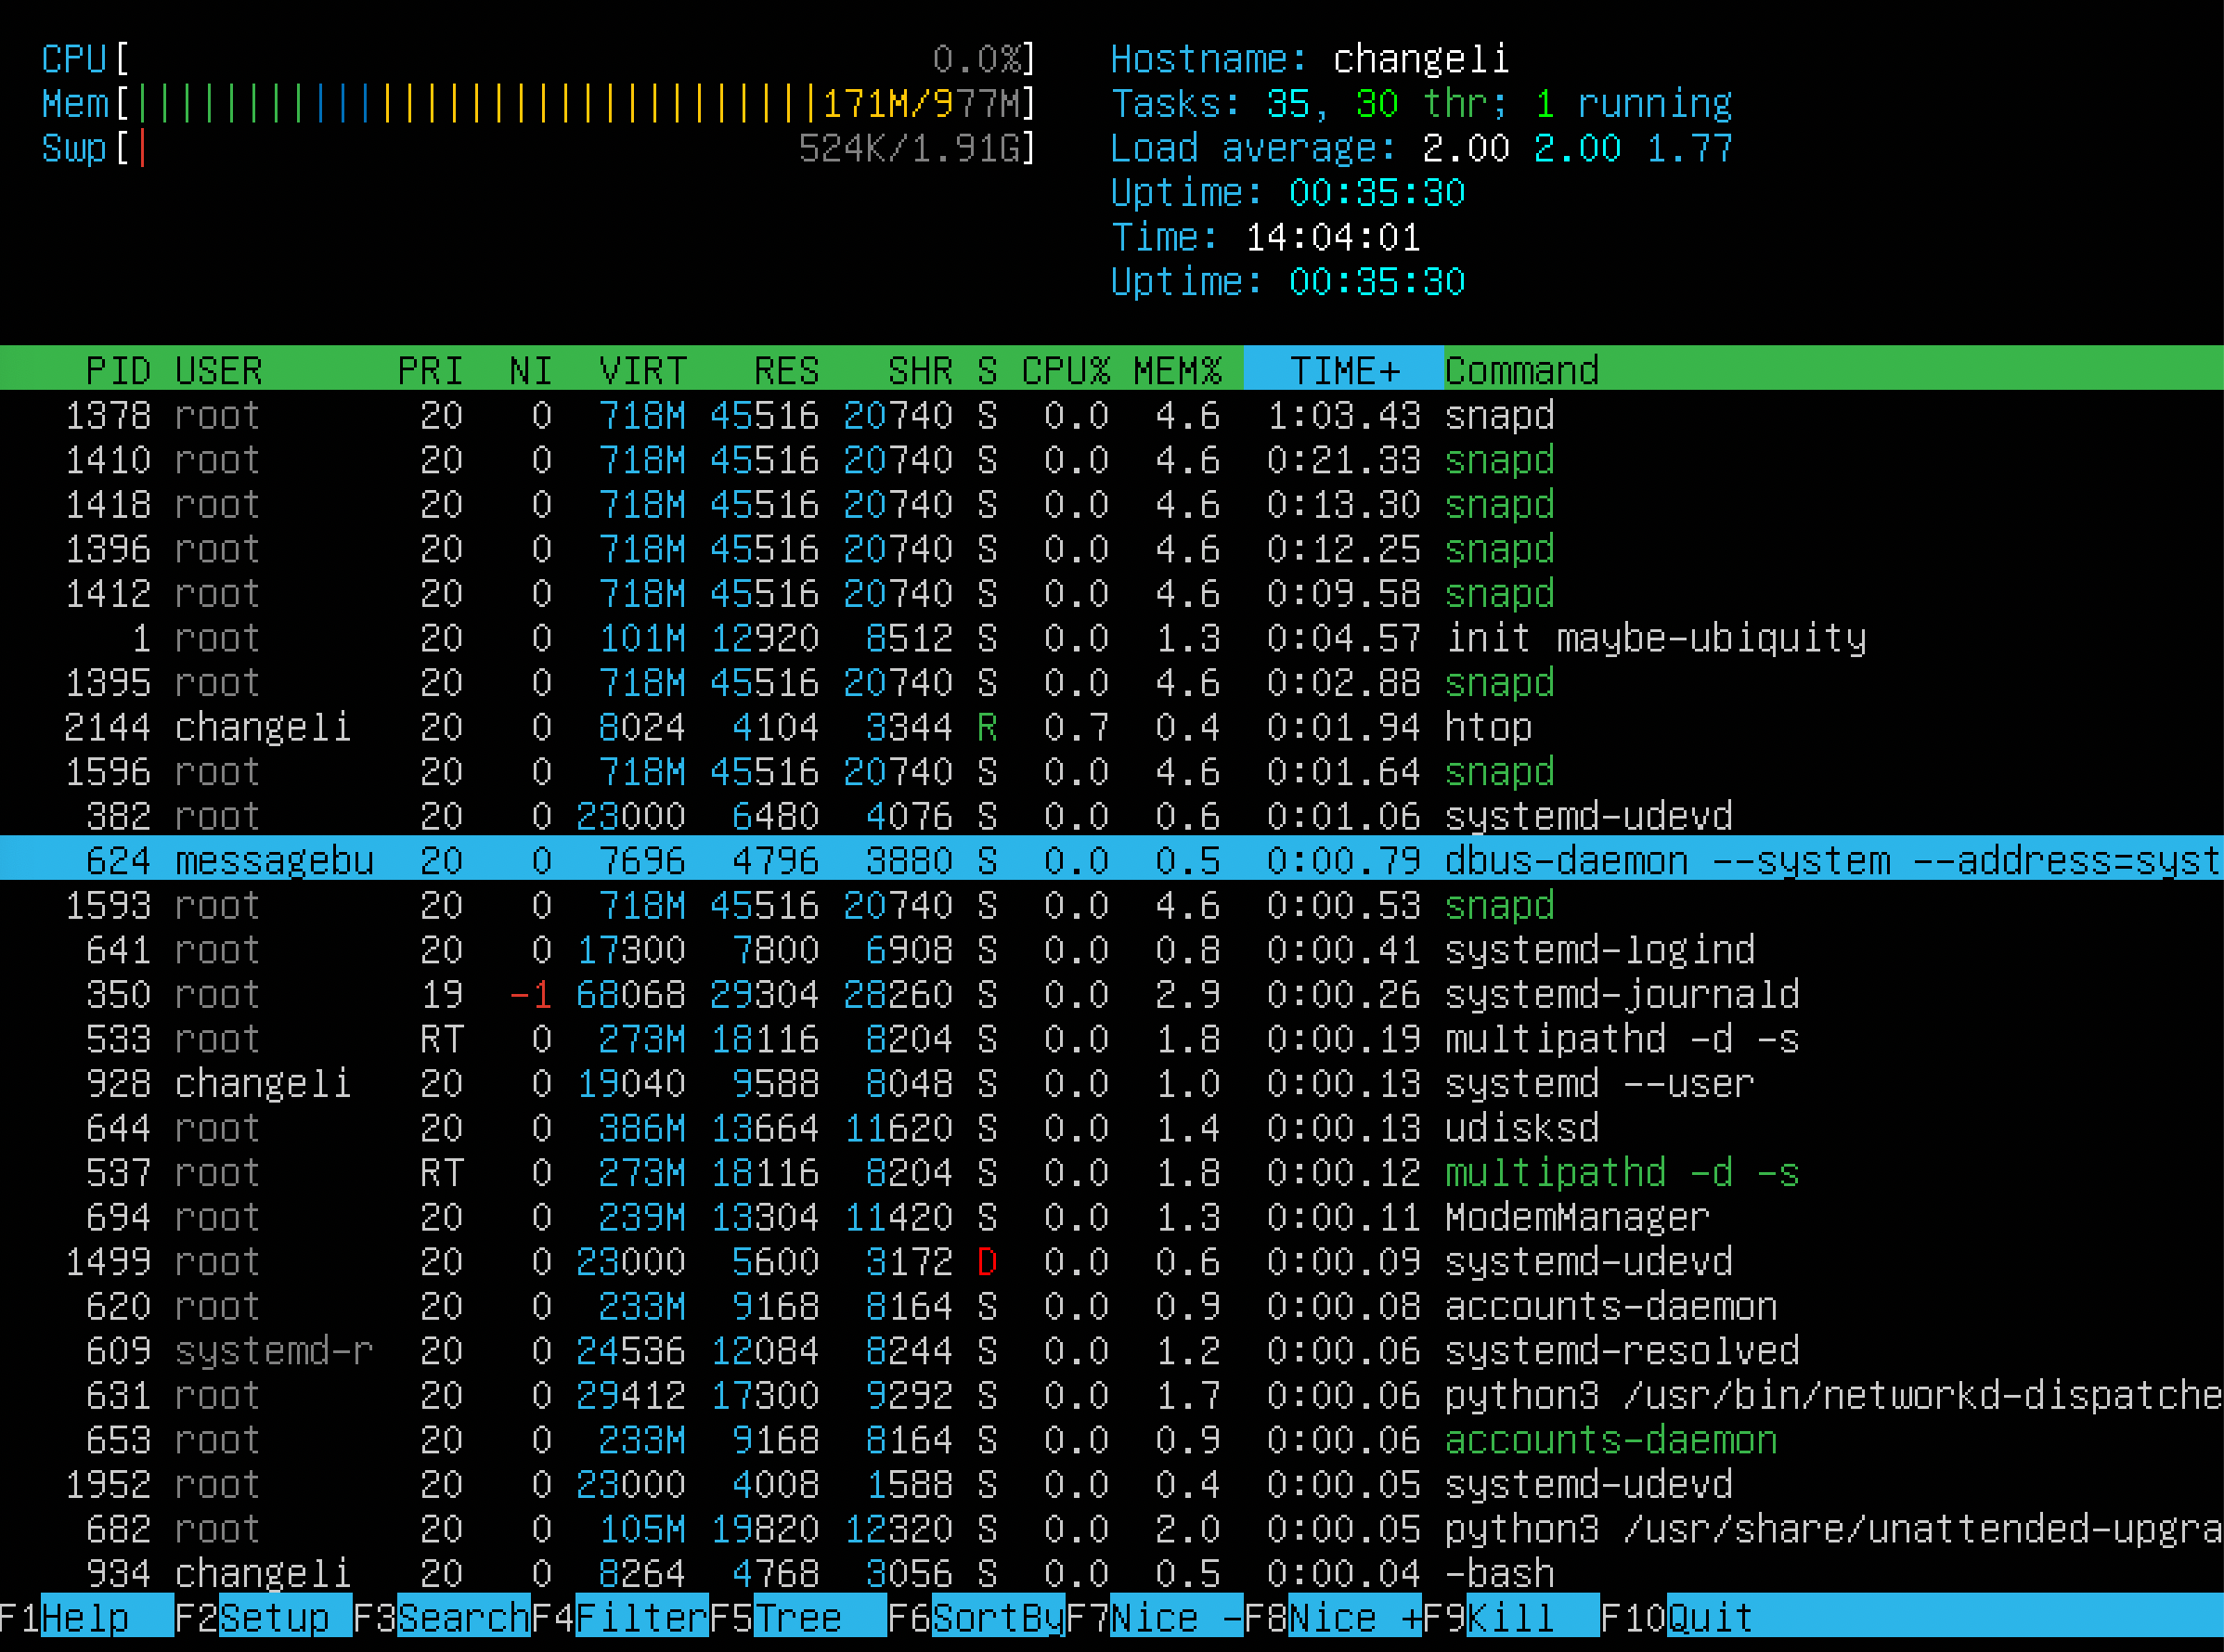 CPU[ 0.0%] Hostname: changeli
Mem[||||||||||||||||||||||||||||||||171M/977M] Tasks: 35, 30 thr; 1 running
Swp[| 524K/1.91G] Load average: 2.00 2.00 1.77
Uptime: 00:35:30
Time: 14:04:01
Uptime: 00:35:30
PID USER PRI NI VIRT RES SHR S CPU% MEM% TIME+ Command
1378 root 20 0 718M 45516 20740 S 0.0 4.6 1:03.43 snapd
1410 root 20 0 718M 45516 20740 S 0.0 4.6 0:21.33 snapd
1418 root 20 0 718M 45516 20740 S 0.0 4.6 0:13.30 snapd
1396 root 20 0 718M 45516 20740 S 0.0 4.6 0:12.25 snapd
1412 root 20 0 718M 45516 20740 S 0.0 4.6 0:09.58 snapd
1 root 20 0 101M 12920 8512 S 0.0 1.3 0:04.57 init maybe-ubiquity
1395 root 20 0 718M 45516 20740 S 0.0 4.6 0:02.88 snapd
2144 changeli 20 0 8024 4104 3344 R 0.7 0.4 0:01.94 htop
1596 root 20 0 718M 45516 20740 S 0.0 4.6 0:01.64 snapd
382 root 20 0 23000 6480 4076 S 0.0 0.6 0:01.06 systemd-udevd
624 messagebu 20 0 7696 4796 3880 S 0.0 0.5 0:00.79 dbus-daemon --system --address=syst
1593 root 20 0 718M 45516 20740 S 0.0 4.6 0:00.53 snapd
641 root 20 0 17300 7800 6908 S 0.0 0.8 0:00.41 systemd-logind
350 root 19 -1 68068 29304 28260 S 0.0 2.9 0:00.26 systemd-journald
533 root RT 0 273M 18116 8204 S 0.0 1.8 0:00.19 multipathd -d -s
928 changeli 20 0 19040 9588 8048 S 0.0 1.0 0:00.13 systemd --user
644 root 20 0 386M 13664 11620 S 0.0 1.4 0:00.13 udisksd
537 root RT 0 273M 18116 8204 S 0.0 1.8 0:00.12 multipathd -d -s
694 root 20 0 239M 13304 11420 S 0.0 1.3 0:00.11 ModemManager
1499 root 20 0 23000 5600 3172 D 0.0 0.6 0:00.09 systemd-udevd
620 root 20 0 233M 9168 8164 S 0.0 0.9 0:00.08 accounts-daemon
609 systemd-r 20 0 24536 12084 8244 S 0.0 1.2 0:00.06 systemd-resolved
631 root 20 0 29412 17300 9292 S 0.0 1.7 0:00.06 python3 /usr/bin/networkd-dispatche
653 root 20 0 233M 9168 8164 S 0.0 0.9 0:00.06 accounts-daemon
1952 root 20 0 23000 4008 1588 S 0.0 0.4 0:00.05 systemd-udevd
682 root 20 0 105M 19820 12320 S 0.0 2.0 0:00.05 python3 /usr/share/unattended-upgra
934 changeli 20 0 8264 4768 3056 S 0.0 0.5 0:00.04 -bash
F1Help F2Setup F3SearchF4FilterF5Tree F6SortByF7Nice -F8Nice +F9Kill F10Quit